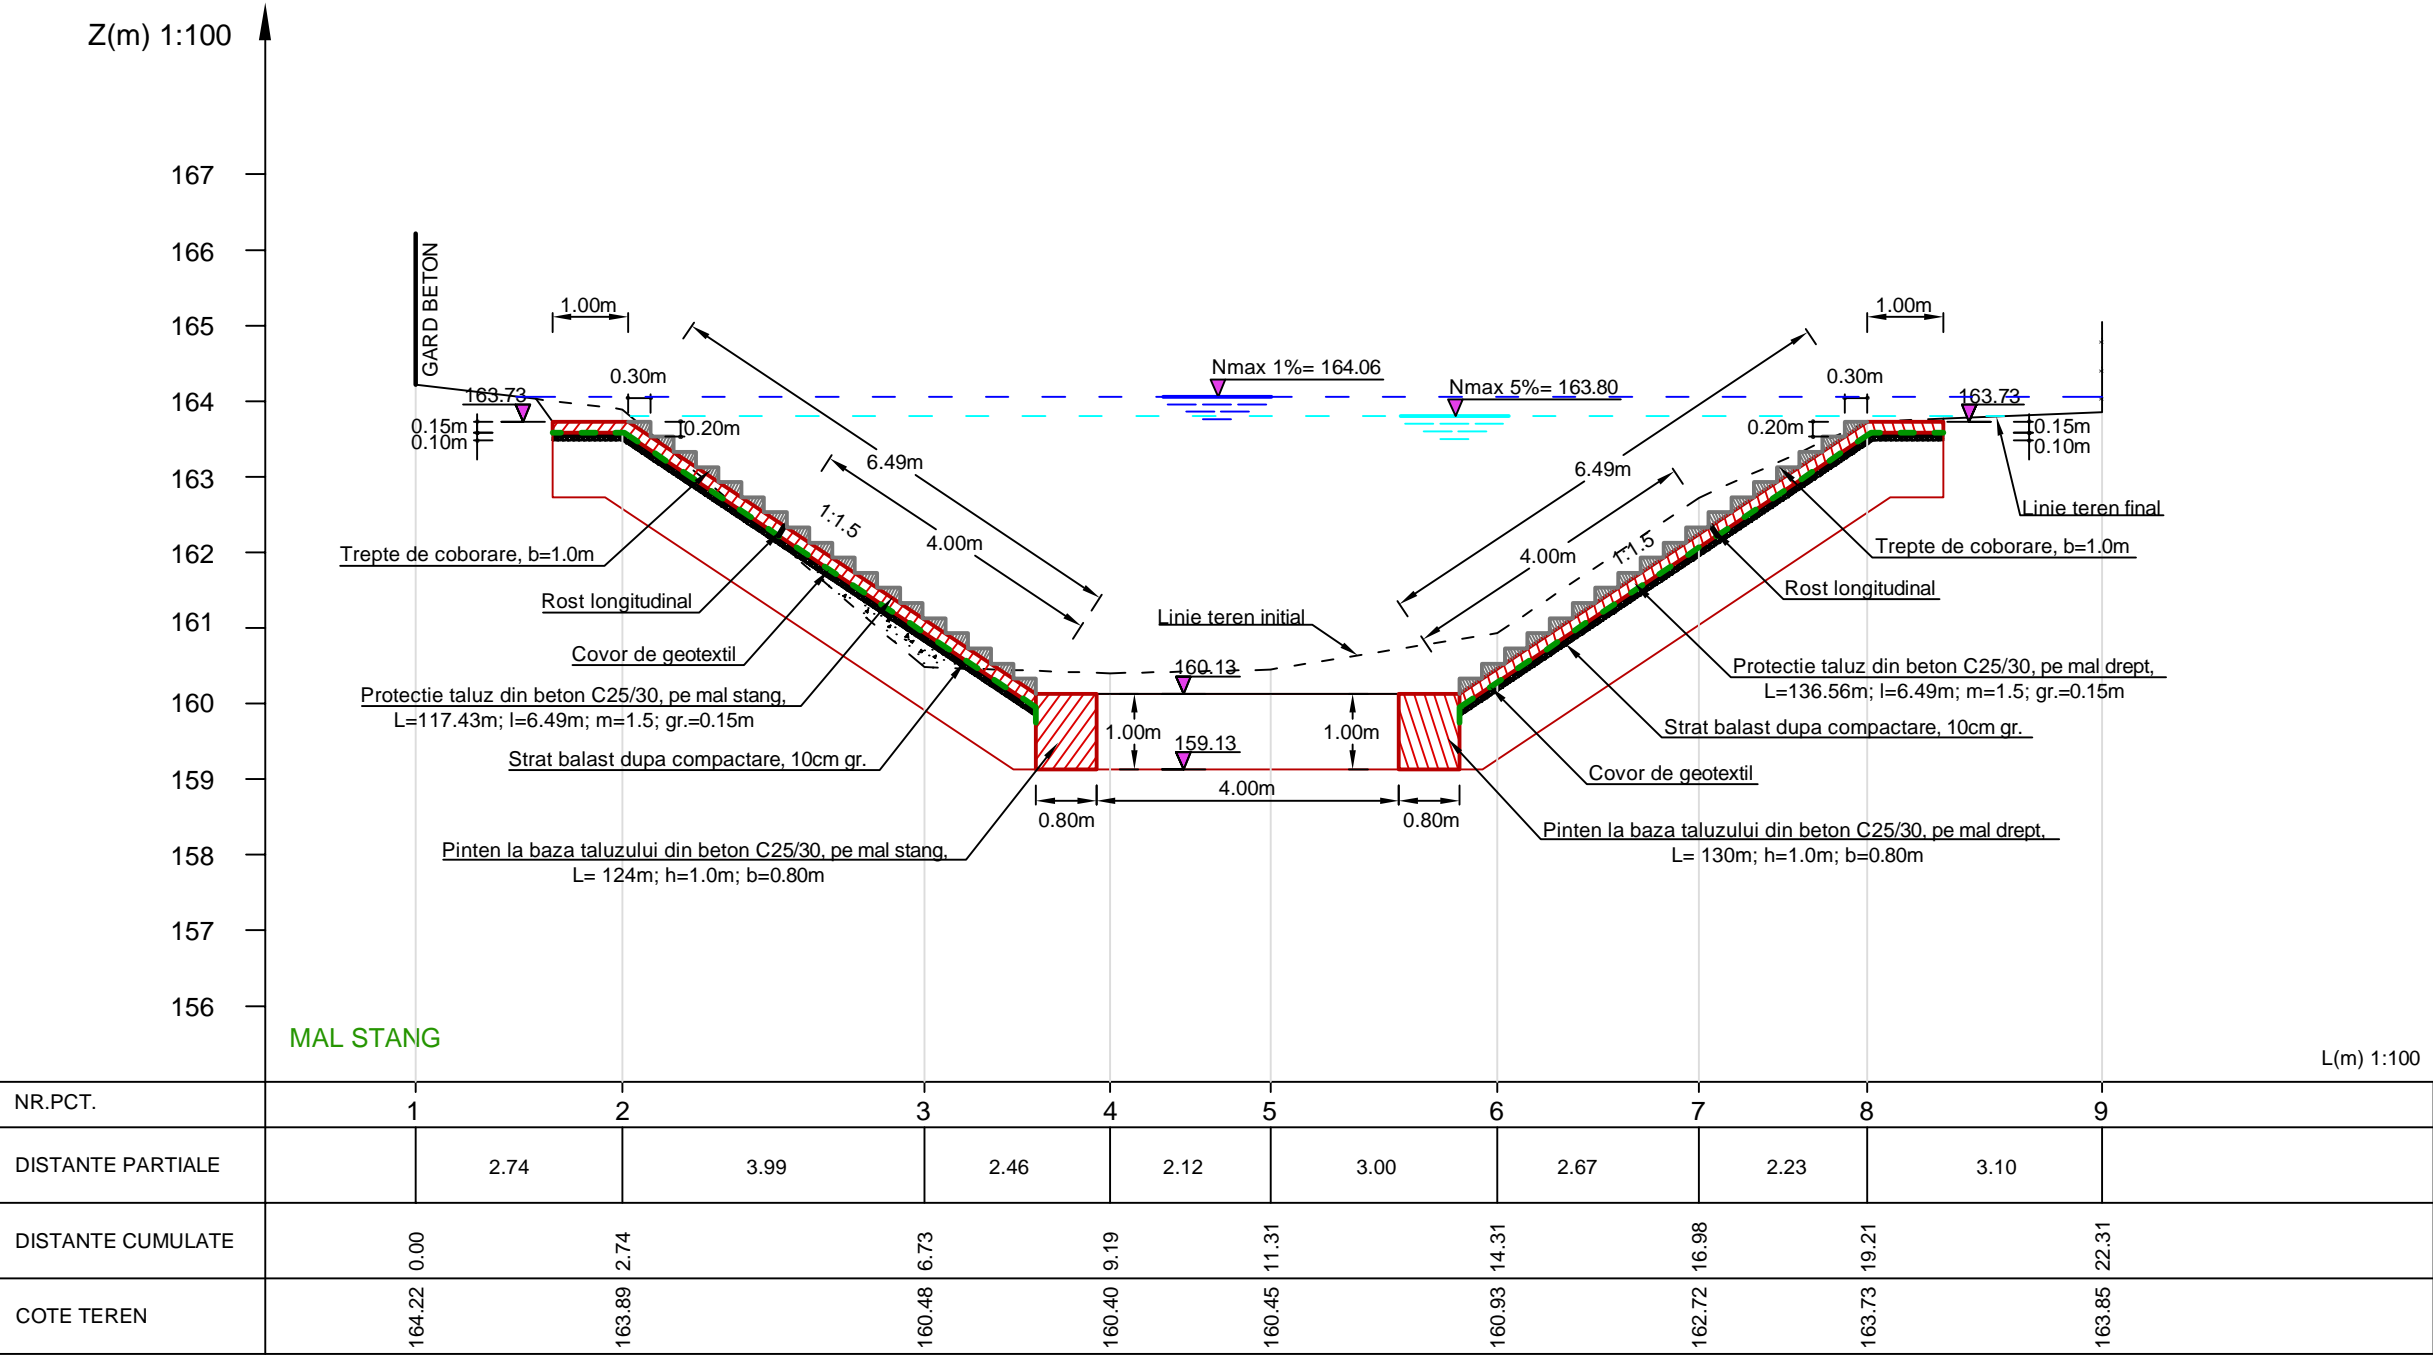 Z(m) 1:100
167
166
165
164
163
162
161
160
159
158
157
156
GARD BETON
1.00m
0.30m
163.73
0.15m
0.10m
0.20m
6.49m
4.00m
1:1.5
Nmax 1%= 164.06
Nmax 5%= 163.80
1.00m
0.30m
163.73
0.20m
0.15m
0.10m
6.49m
4.00m
1:1.5
Linie teren final
Trepte de coborare, b=1.0m
Rost longitudinal
Covor de geotextil
Protectie taluz din beton C25/30, pe mal stang,
L=117.43m; l=6.49m; m=1.5; gr.=0.15m
Strat balast dupa compactare, 10cm gr.
Pinten la baza taluzului din beton C25/30, pe mal stang,
L= 124m; h=1.0m; b=0.80m
Linie teren initial
160.13
1.00m
159.13
1.00m
4.00m
0.80m
0.80m
Trepte de coborare, b=1.0m
Rost longitudinal
Protectie taluz din beton C25/30, pe mal drept,
L=136.56m; l=6.49m; m=1.5; gr.=0.15m
Strat balast dupa compactare, 10cm gr.
Covor de geotextil
Pinten la baza taluzului din beton C25/30, pe mal drept,
L= 130m; h=1.0m; b=0.80m
MAL STANG
L(m) 1:100
NR.PCT. 1 2 3 4 5 6 7 8 9
DISTANTE PARTIALE 2.74 3.99 2.46 2.12 3.00 2.67 2.23 3.10
DISTANTE CUMULATE 0.00 2.74 6.73 9.19 11.31 14.31 16.98 19.21 22.31
COTE TEREN 164.22 163.89 160.48 160.40 160.45 160.93 162.72 163.73 163.85